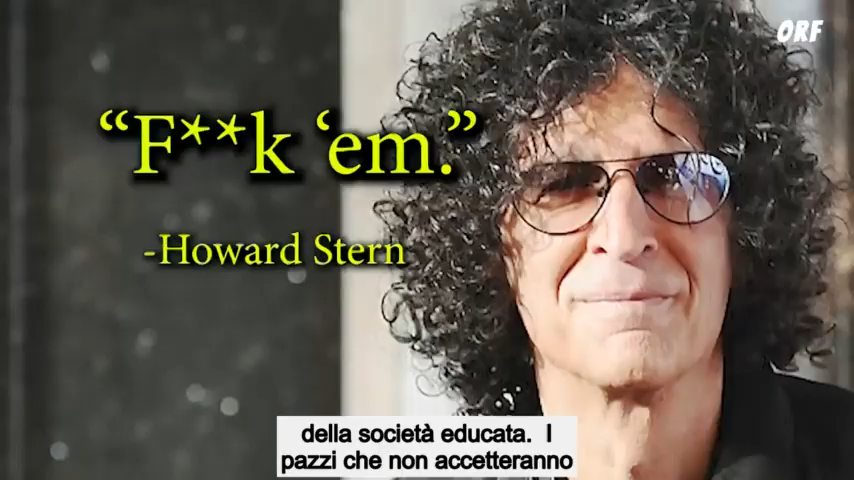 ORF
“F**k ‘em.”
-Howard Stern
della società educata.  I
pazzi che non accetteranno